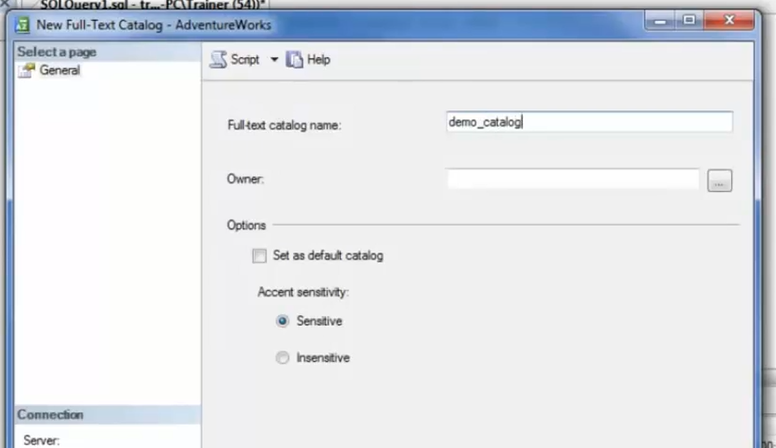 SQLQuery1.sql - tr...-PC\Trainer (54))*
New Full-Text Catalog - AdventureWorks
Select a page
General
Script
Help
Full-text catalog name:
demo_catalog
Owner:
...
Options
Set as default catalog
Accent sensitivity:
Sensitive
Insensitive
Connection
Server: